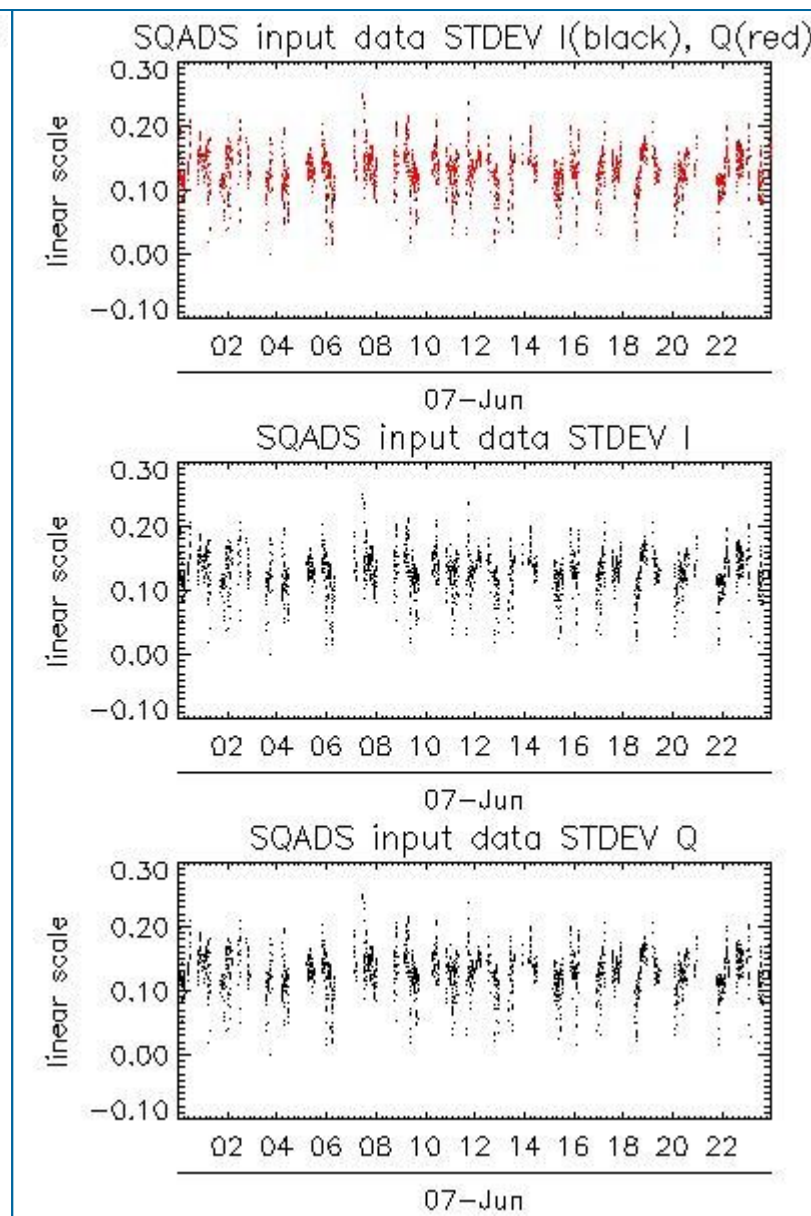 SQADS input data STDEV I(black), Q(red)
0.30
0.20
0.10
0.00
−0.10
linear scale
02 04 06 08 10 12 14 16 18 20 22
07-Jun
SQADS input data STDEV I
0.30
0.20
0.10
0.00
−0.10
linear scale
02 04 06 08 10 12 14 16 18 20 22
07-Jun
SQADS input data STDEV Q
0.30
0.20
0.10
0.00
−0.10
linear scale
02 04 06 08 10 12 14 16 18 20 22
07-Jun